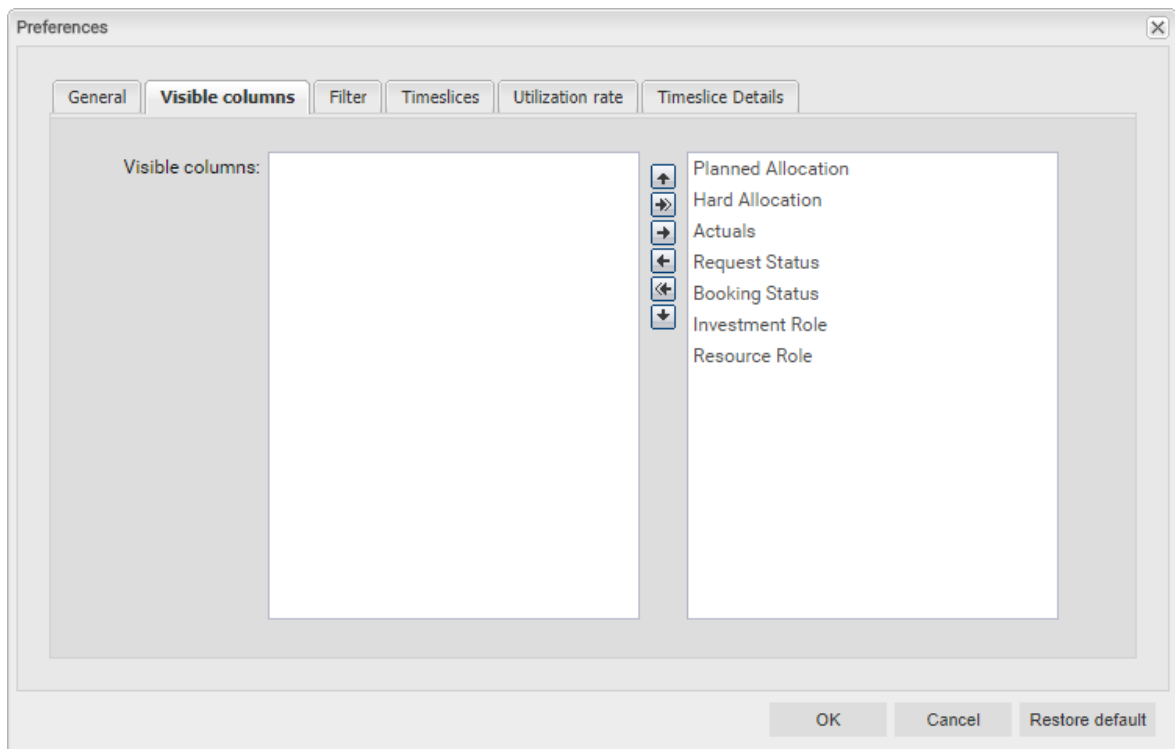 Preferences
General Visible columns Filter Timeslices Utilization rate Timeslice Details
Visible columns:
Planned Allocation
Hard Allocation
Actuals
Request Status
Booking Status
Investment Role
Resource Role
OK Cancel Restore default